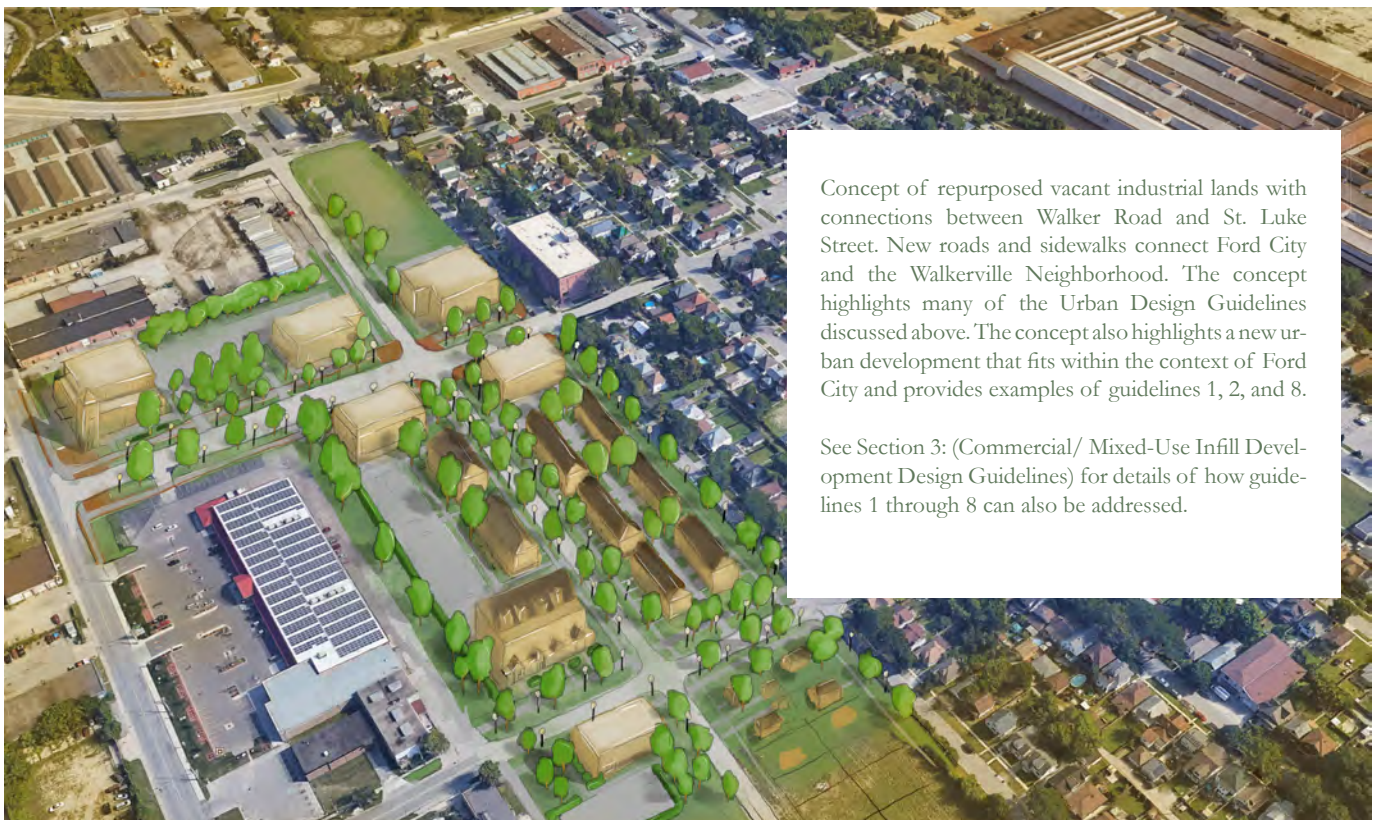 Concept of repurposed vacant industrial lands with
connections between Walker Road and St. Luke
Street. New roads and sidewalks connect Ford City
and the Walkerville Neighborhood. The concept
highlights many of the Urban Design Guidelines
discussed above. The concept also highlights a new ur-
ban development that fits within the context of Ford
City and provides examples of guidelines 1, 2, and 8.
See Section 3: (Commercial/ Mixed-Use Infill Devel-
opment Design Guidelines) for details of how guide-
lines 1 through 8 can also be addressed.